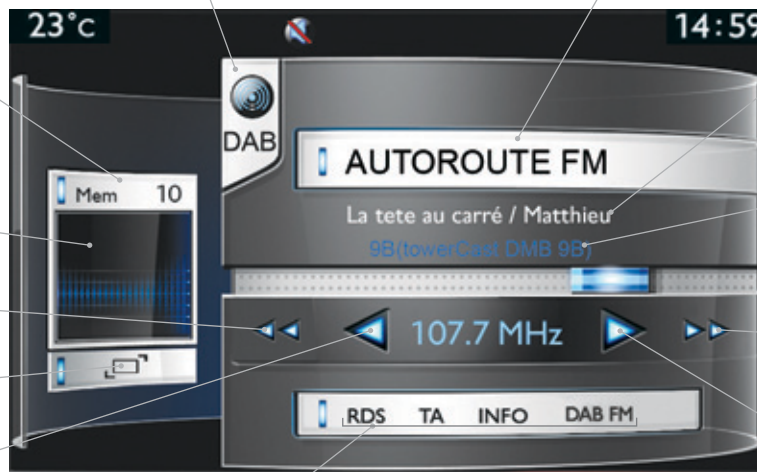 23°C
14:59
DAB
AUTOROUTE FM
Mem 10
La tete au carré / Matthieu
9B(towerCast DMB 9B)
107.7 MHz
RDS TA INFO DAB FM